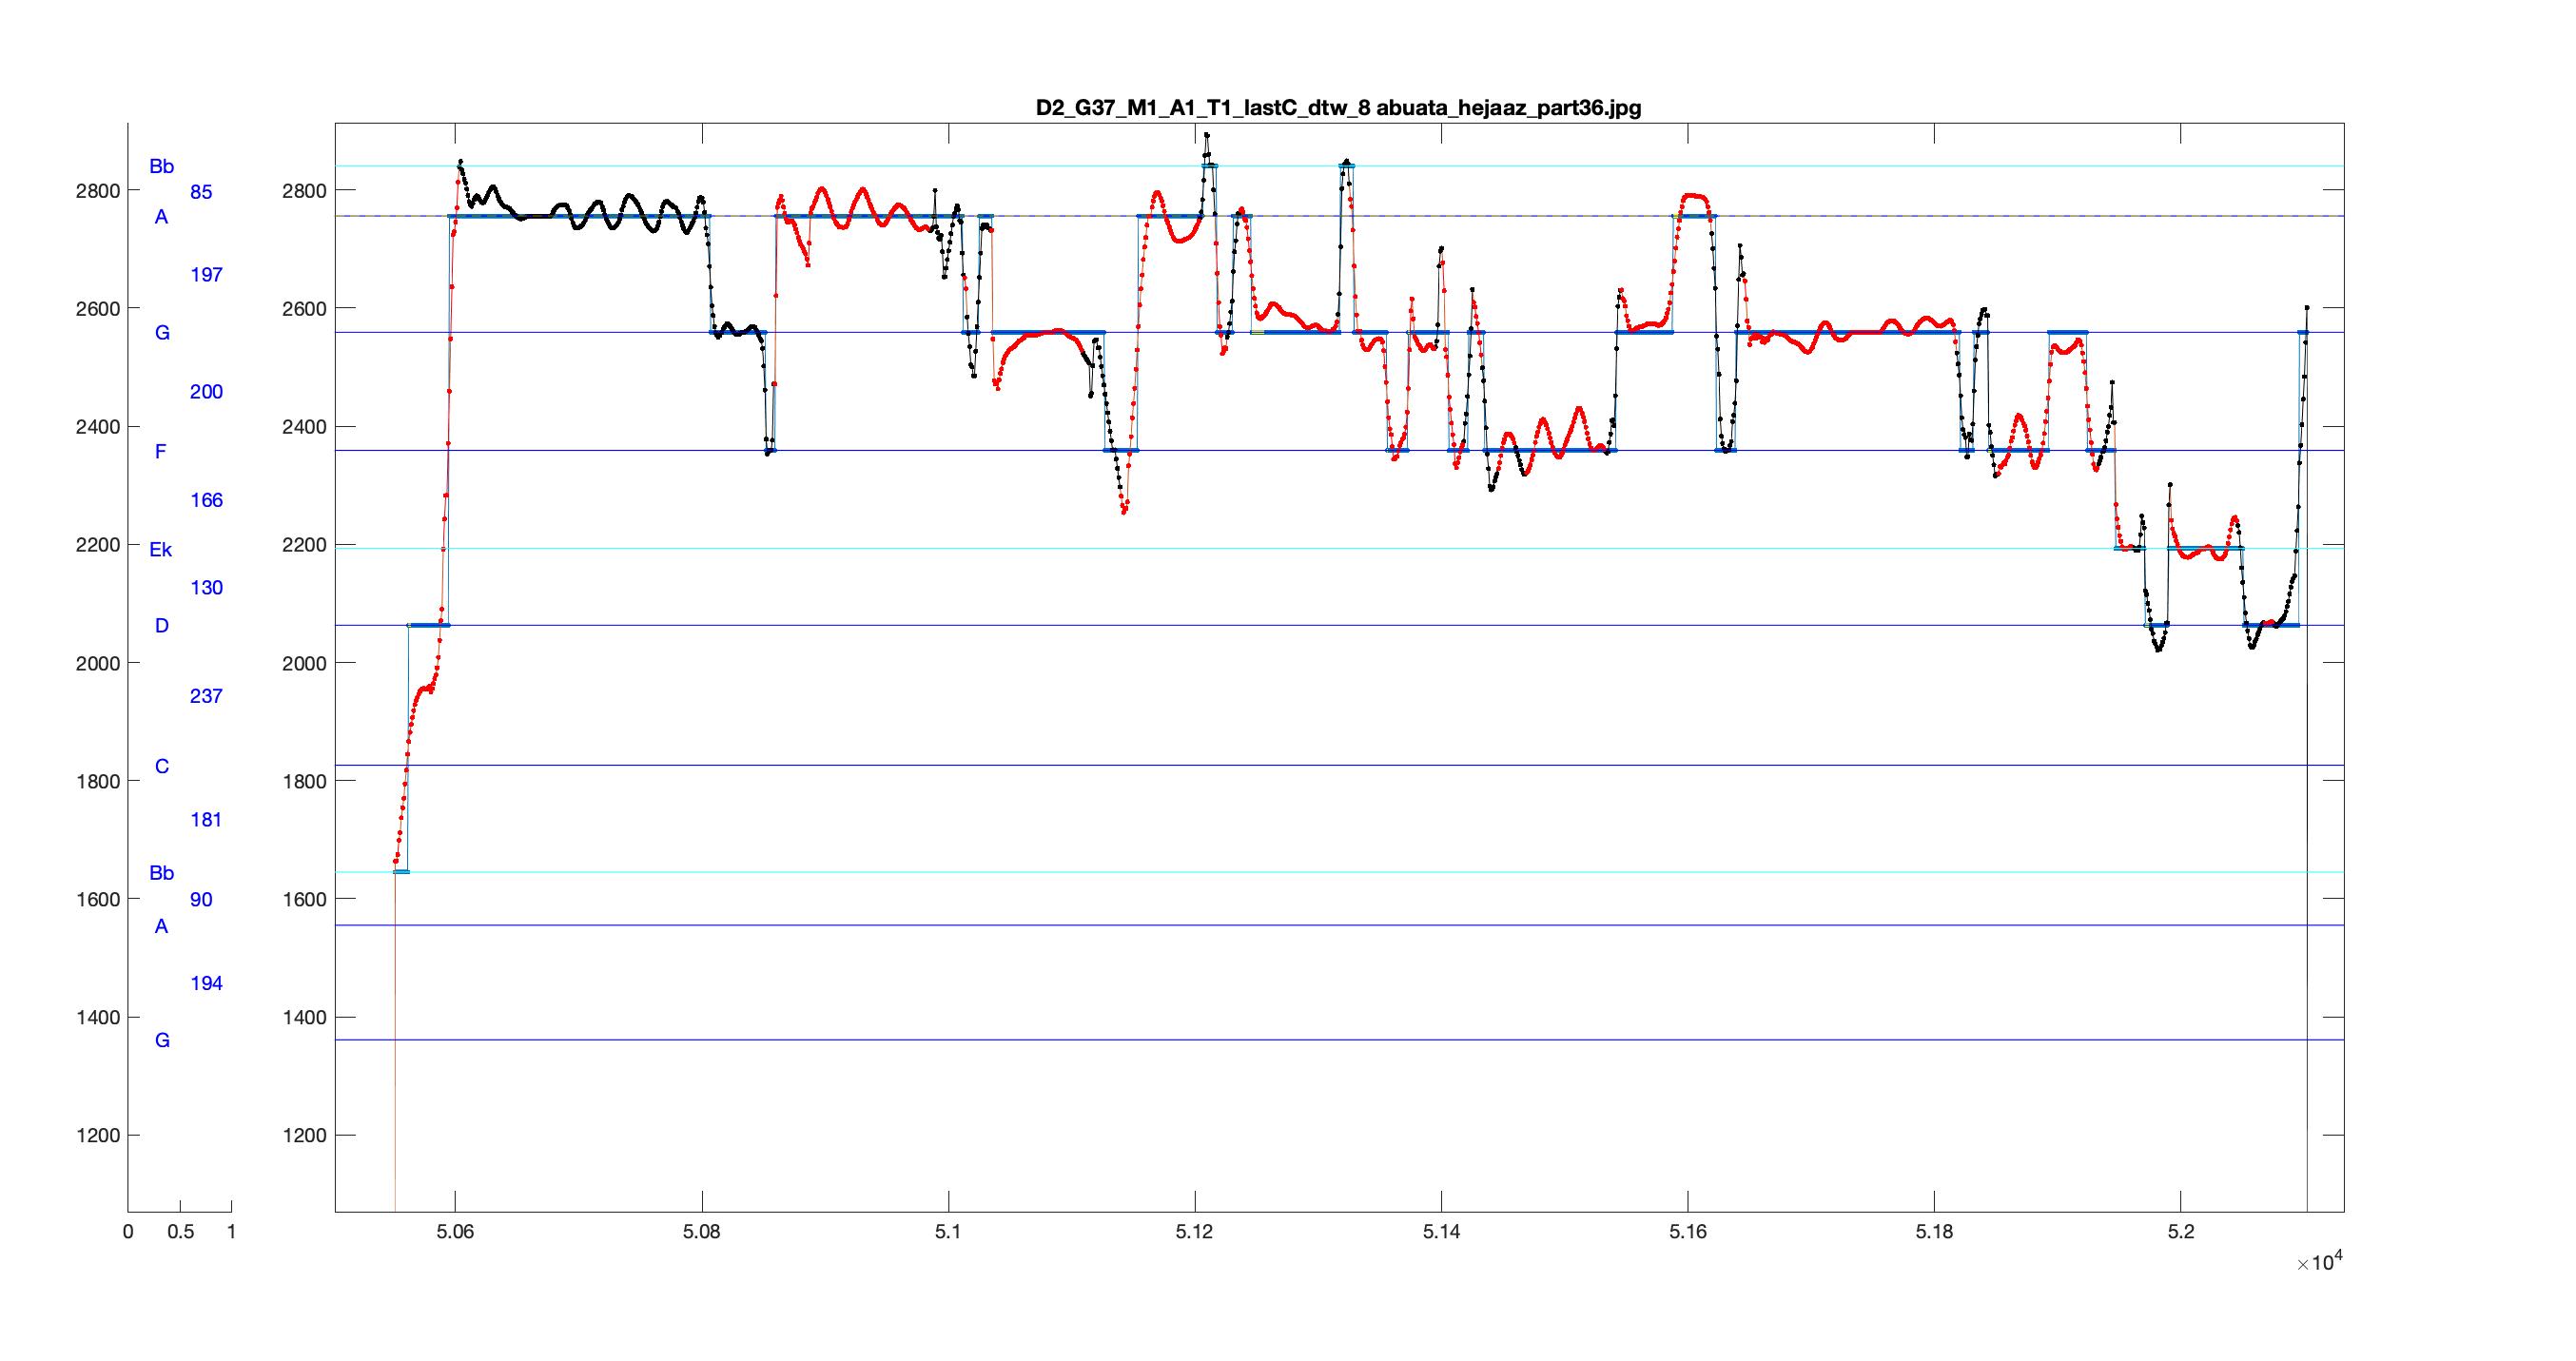 D2_G37_M1_A1_T1_lastC_dtw_8 abuata_hejaaz_part36.jpg
Bb
2800 85 2800
A
197
2600 2600
G
200
2400 2400
F
166
2200 Ek 2200
130
D
2000 2000
237
C
1800 1800
181
Bb
1600 90 1600
A
194
1400 1400
G
1200 1200
0 0.5 1 5.06 5.08 5.1 5.12 5.14 5.16 5.18 5.2
×10⁴